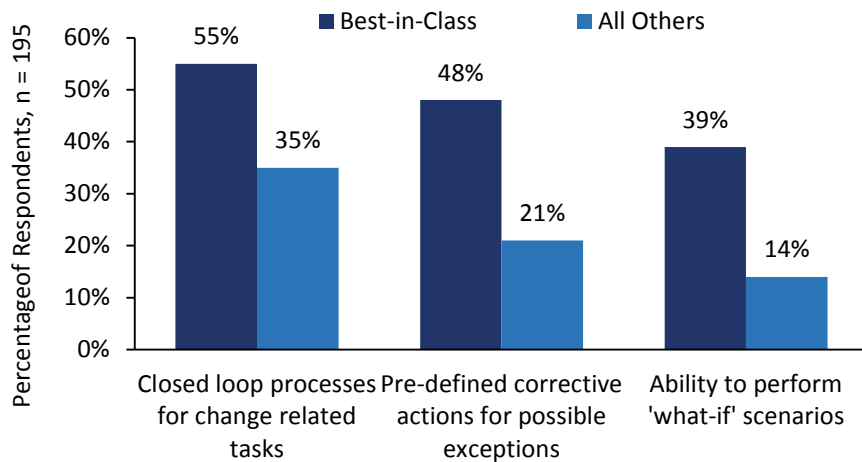 Best-in-Class
All Others
Percentageof Respondents, n = 195
60%
50%
40%
30%
20%
10%
0%
55%
35%
48%
21%
39%
14%
Closed loop processes
for change related
tasks
Pre-defined corrective
actions for possible
exceptions
Ability to perform
'what-if' scenarios